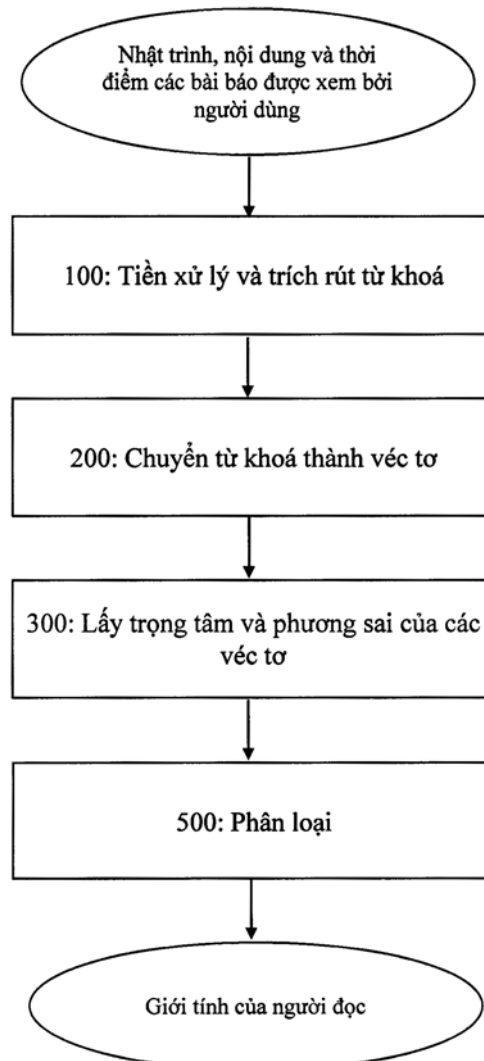 Nhật trình, nội dung và thời
điểm các bài báo được xem bởi
người dùng
100: Tiền xử lý và trích rút từ khoá
200: Chuyển từ khoá thành véc tơ
300: Lấy trọng tâm và phương sai của các
véc tơ
500: Phân loại
Giới tính của người đọc